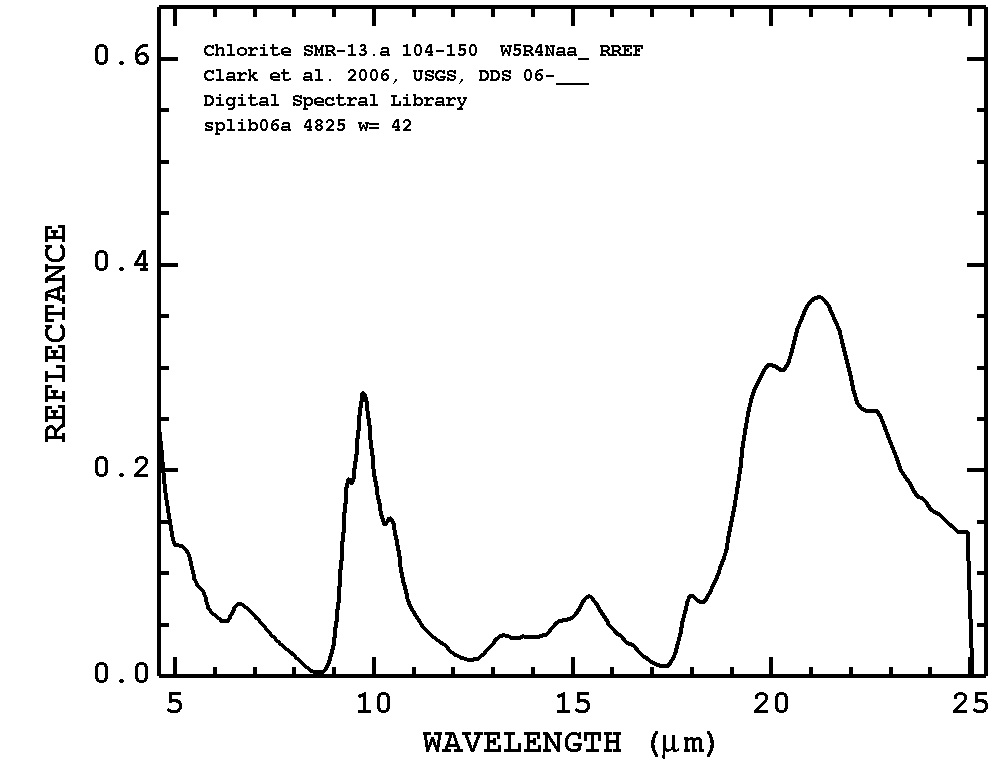 Chlorite SMR-13.a 104-150 W5R4Naa_ RREF
Clark et al. 2006, USGS, DDS 06-___
Digital Spectral Library
splib06a 4825 w= 42
REFLECTANCE
0.6
0.4
0.2
0.0
5 10 15 20 25
WAVELENGTH (μm)